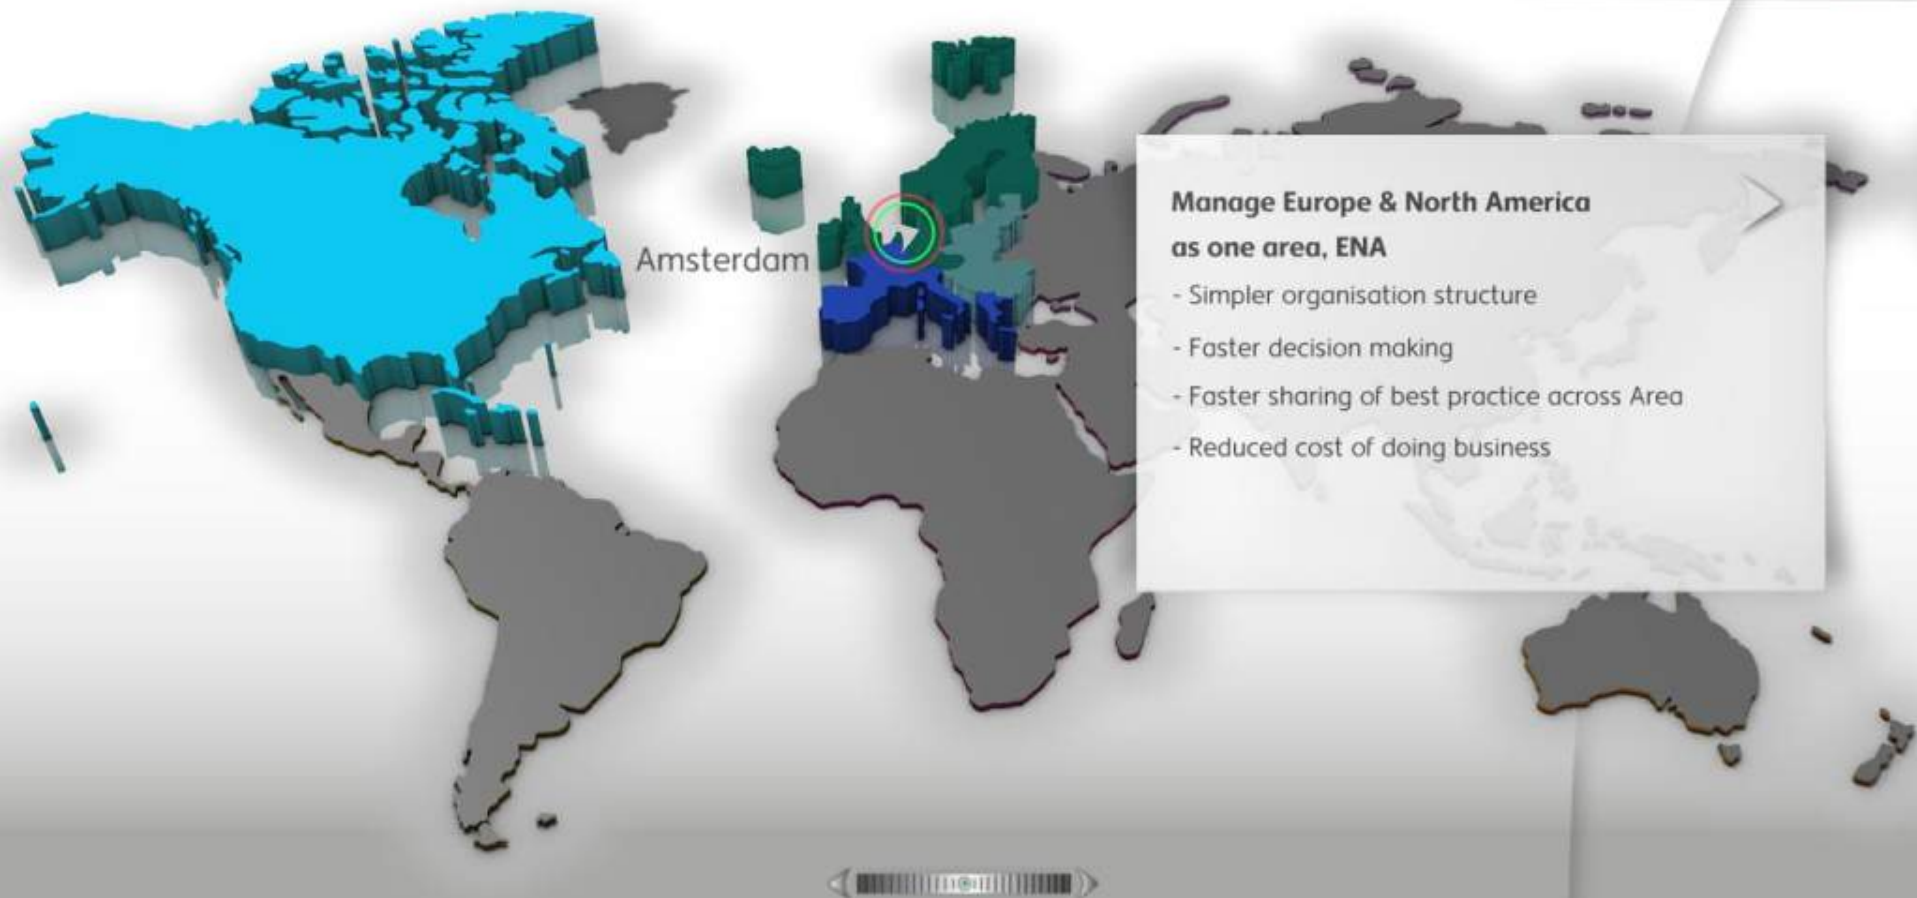 Amsterdam
Manage Europe & North America
as one area, ENA
- Simpler organisation structure
- Faster decision making
- Faster sharing of best practice across Area
- Reduced cost of doing business